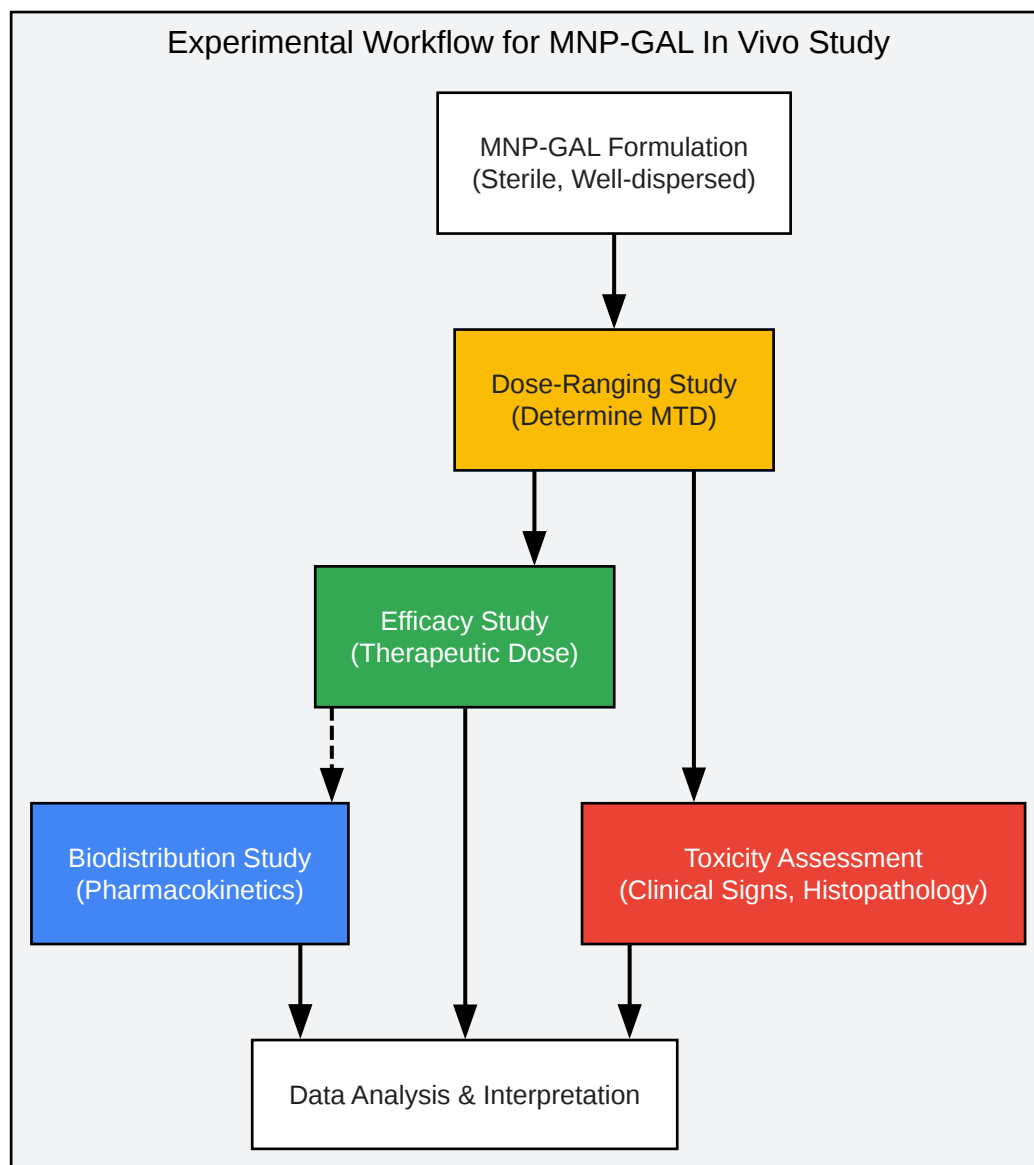 Experimental Workflow for MNP-GAL In Vivo Study
MNP-GAL Formulation
(Sterile, Well-dispersed)
Dose-Ranging Study
(Determine MTD)
Efficacy Study
(Therapeutic Dose)
Biodistribution Study
(Pharmacokinetics)
Toxicity Assessment
(Clinical Signs, Histopathology)
Data Analysis & Interpretation